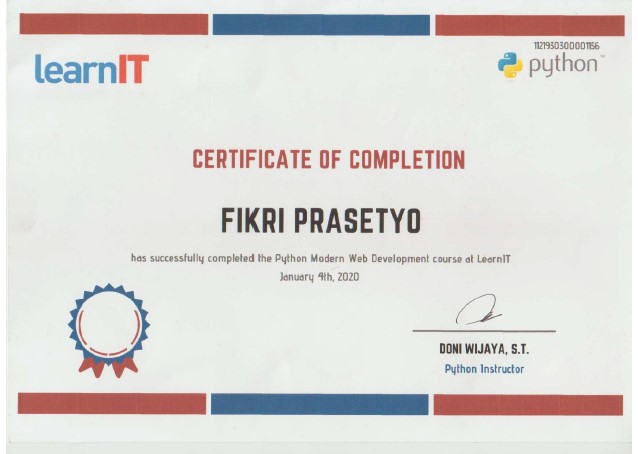 learnIT
1121930300001156
python
CERTIFICATE OF COMPLETION
FIKRI PRASETYO
has successfully completed the Python Modern Web Development course at LearnIT
January 4th, 2020
DONI WIJAYA, S.T.
Python Instructor